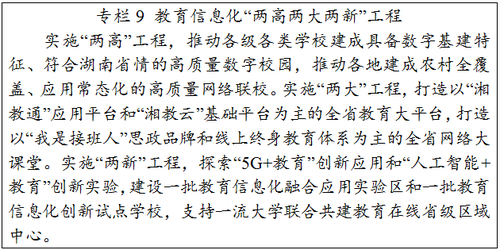 专栏 9 教育信息化“两高两大两新”工程
实施“两高”工程，推动各级各类学校建成具备数字基建特
征、符合湖南省情的高质量数字校园，推动各地建成农村全覆
盖、应用常态化的高质量网络联校。实施“两大”工程，打造以“湘
教通”应用平台和“湘教云”基础平台为主的全省教育大平台，打造
以“我是接班人”思政品牌和线上终身教育体系为主的全省网络大
课堂。实施“两新”工程，探索“5G+教育”创新应用和“人工智能+
教育”创新实验，建设一批教育信息化融合应用实验区和一批教育
信息化创新试点学校，支持一流大学联合共建教育在线省级区域
中心。